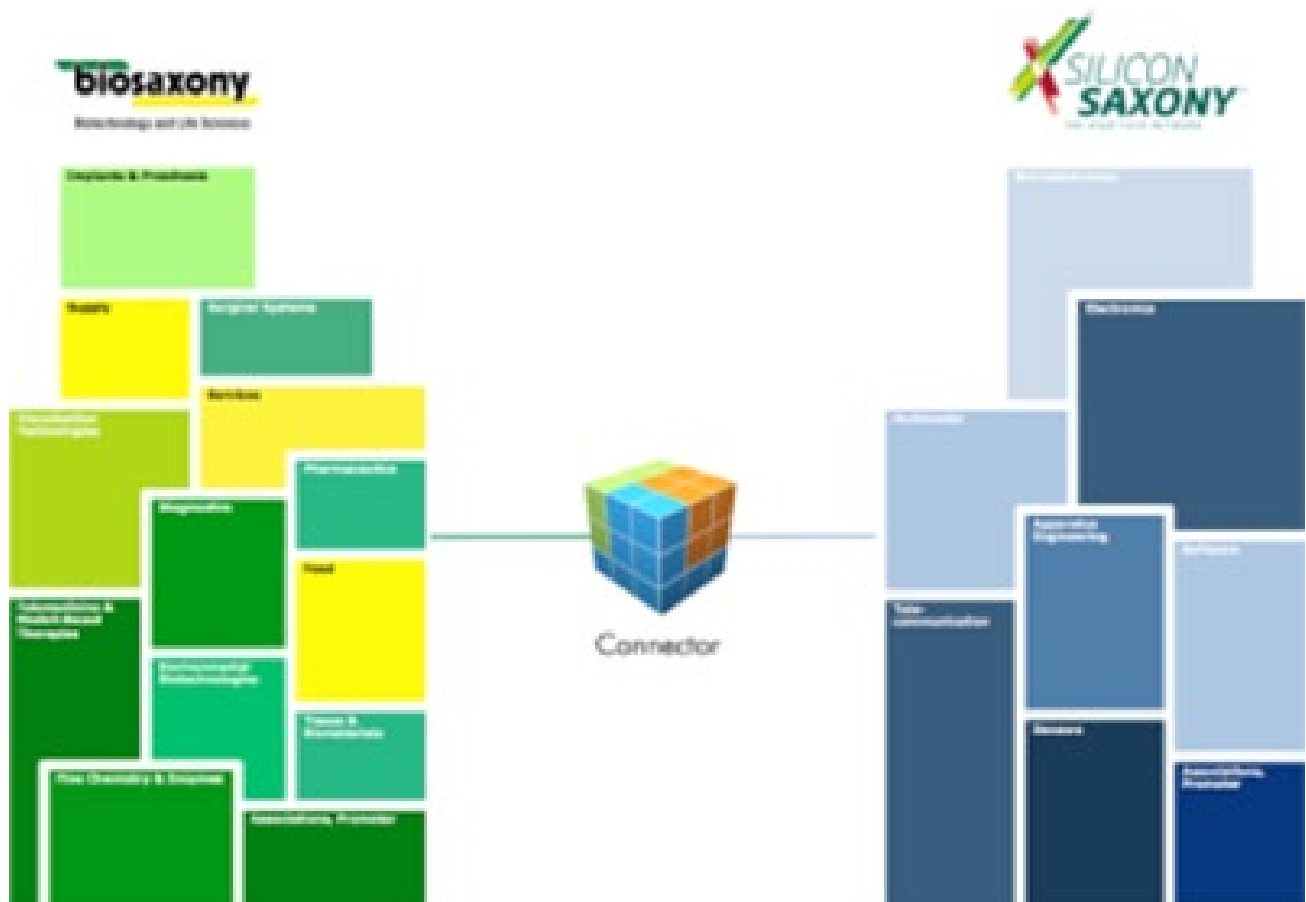 biosaxony
Biotechnology and Life Sciences
SILICON
SAXONY
Implants & Prosthesis
Supply
Surgical Systems
Services
Technologies
Pharmaceutics
Diagnostics
Food
Telemedicine &
Model-Based
Therapies
Environmental
Biotechnologies
Tissue &
Biomaterials
Fine Chemistry & Enzymes
Associations, Promoter
Connector
Electronics
Apparatus
Engineering
Software
Tele-
communication
Sensors
Associations,
Promoter